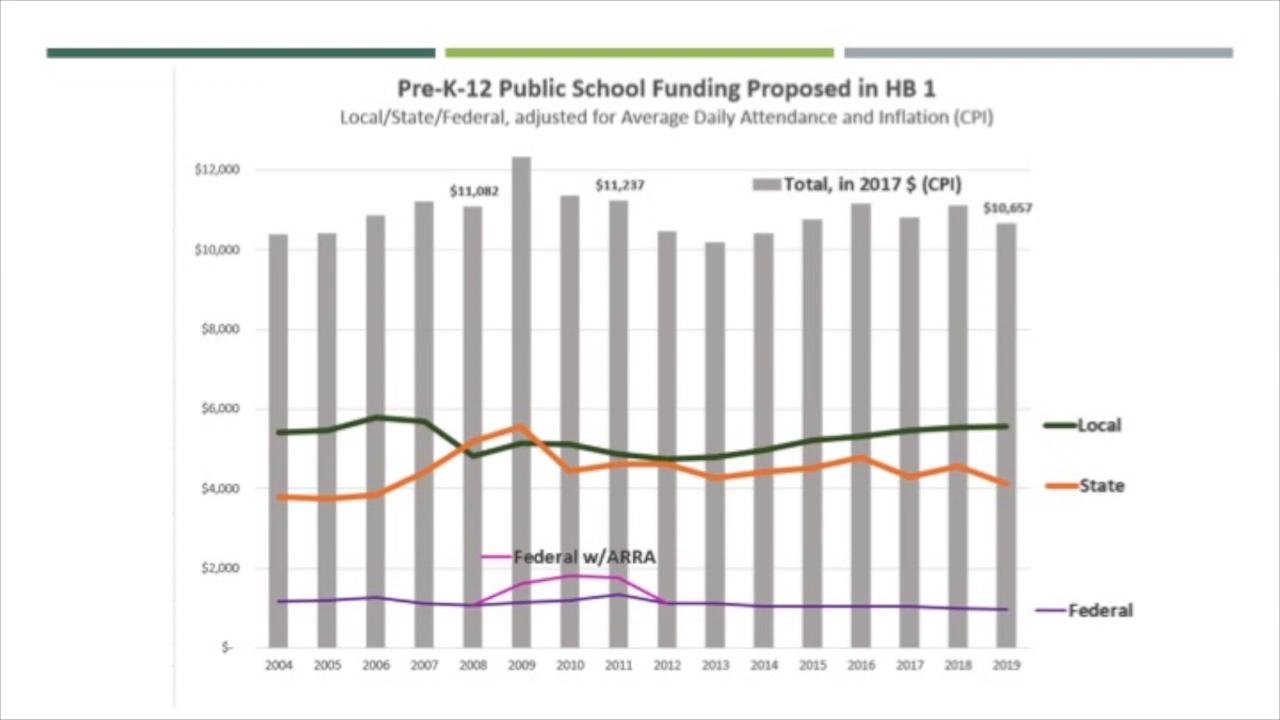 Pre-K-12 Public School Funding Proposed in HB 1
Local/State/Federal, adjusted for Average Daily Attendance and Inflation (CPI)
$12,000
$11,082
$11,237
Total, in 2017 $ (CPI)
$10,657
$10,000
$8,000
$6,000
Local
$4,000
State
Federal w/ARRA
$2,000
Federal
$-
2004 2005 2006 2007 2008 2009 2010 2011 2012 2013 2014 2015 2016 2017 2018 2019